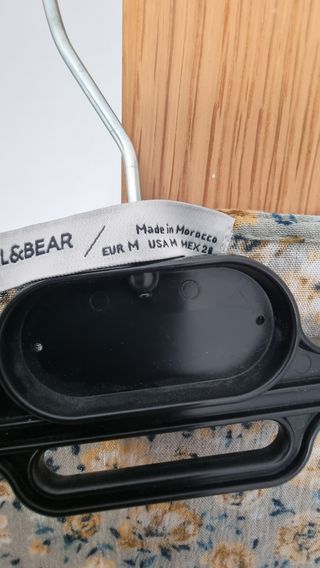 L&BEAR
Made in Morocco
EUR M USA M MEX 28